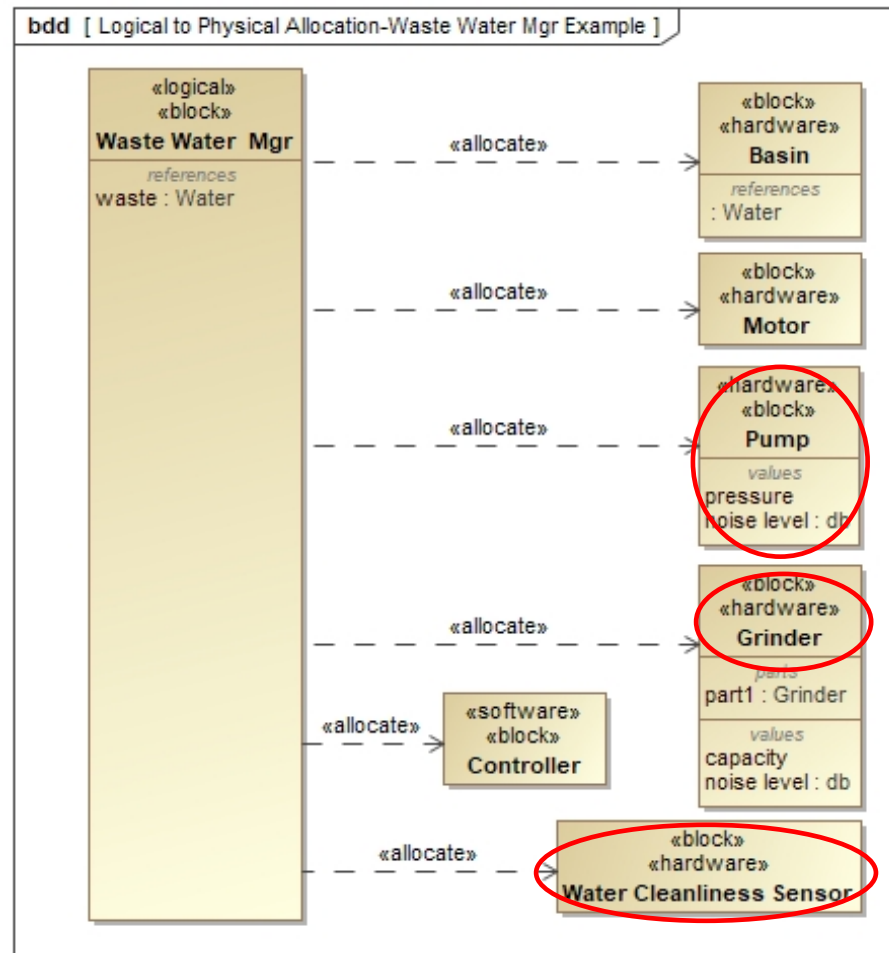 bdd [ Logical to Physical Allocation-Waste Water Mgr Example ]
«logical»
«block»
Waste Water Mgr
references
waste : Water
«allocate»
«block»
«hardware»
Basin
references
: Water
«allocate»
«block»
«hardware»
Motor
«allocate»
«hardware»
«block»
Pump
values
pressure
noise level : db
«allocate»
«block»
«hardware»
Grinder
parts
part1 : Grinder
values
capacity
noise level : db
«allocate»
«software»
«block»
Controller
«allocate»
«block»
«hardware»
Water Cleanliness Sensor